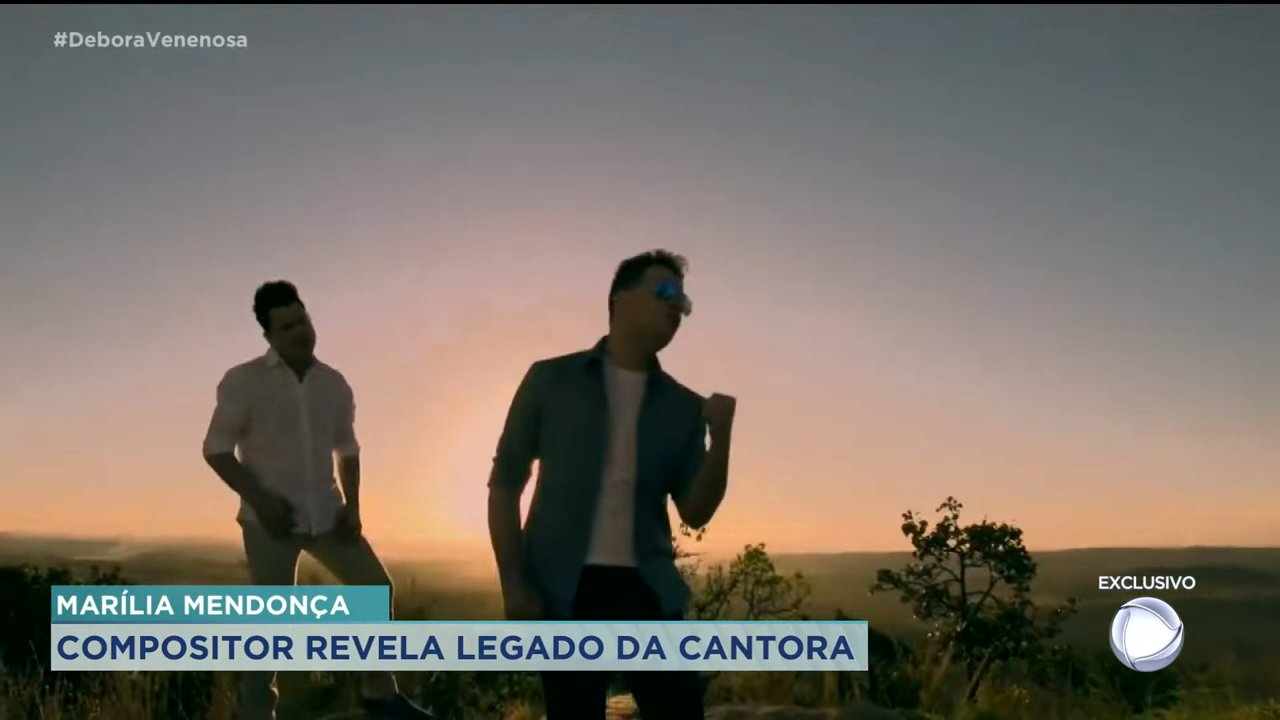 #DeboraVenenosa
EXCLUSIVO
MARÍLIA MENDONÇA
COMPOSITOR REVELA LEGADO DA CANTORA